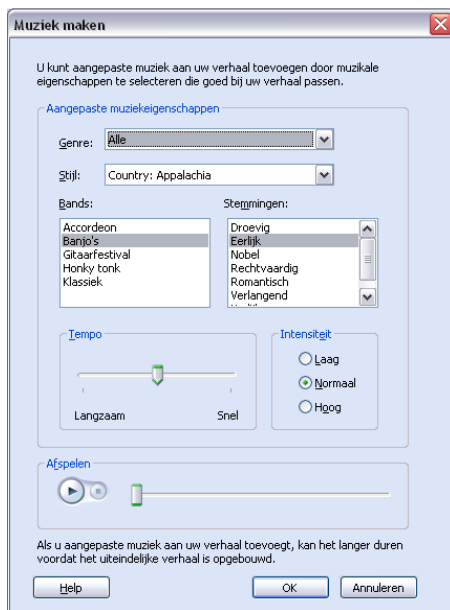 Muziek maken
U kunt aangepaste muziek aan uw verhaal toevoegen door muzikale
eigenschappen te selecteren die goed bij uw verhaal passen.
Aangepaste muziekeigenschappen
Genre: Alle
Stijl: Country: Appalachia
Bands: Stemmingen:
Accordeon Droevig
Banjo's Eerlijk
Gitaarfestival Nobel
Honky tonk Rechtvaardig
Klassiek Romantisch
Verlangend
Tempo Intensiteit
Laag
Normaal
Langzaam Snel Hoog
Afspelen
Als u aangepaste muziek aan uw verhaal toevoegt, kan het langer duren
voordat het uiteindelijke verhaal is opgebouwd.
Help OK Annuleren